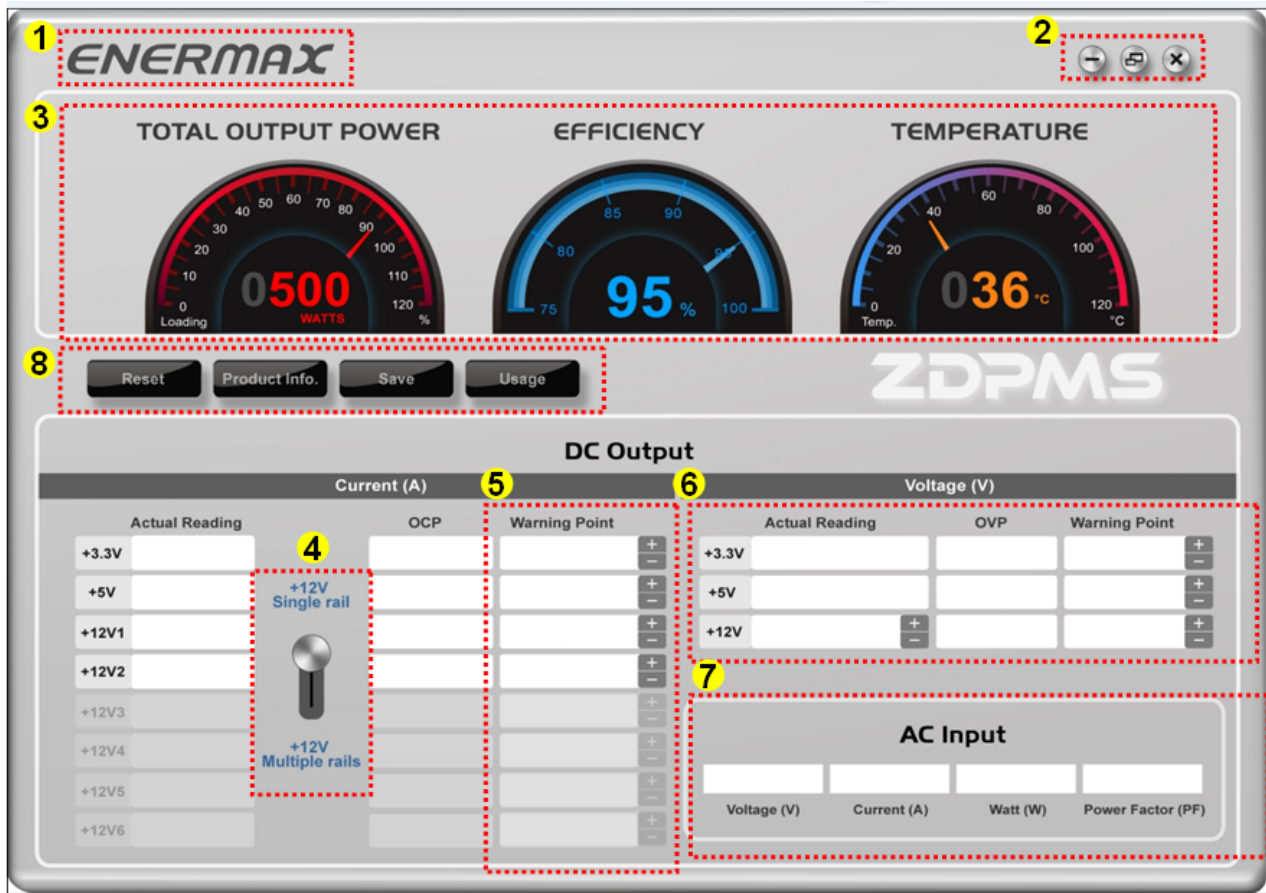 1
ENERMAX
2
3
TOTAL OUTPUT POWER
0 10 20 30 40 50 60 70 80 90 100 110 120
Loading
%
0500
WATTS
EFFICIENCY
75 80 85 90 95 100
95 %
TEMPERATURE
0 20 40 60 80 100 120
Temp.
°C
036 °C
8
Reset
Product Info.
Save
Usage
ZDPMS
DC Output
Current (A)
5
6
Voltage (V)
Actual Reading
OCP
Warning Point
4
+3.3V
+5V
+12V1
+12V2
+12V3
+12V4
+12V5
+12V6
+12V
Single rail
+12V
Multiple rails
Actual Reading
OVP
Warning Point
+3.3V
+5V
+12V
7
AC Input
Voltage (V)
Current (A)
Watt (W)
Power Factor (PF)